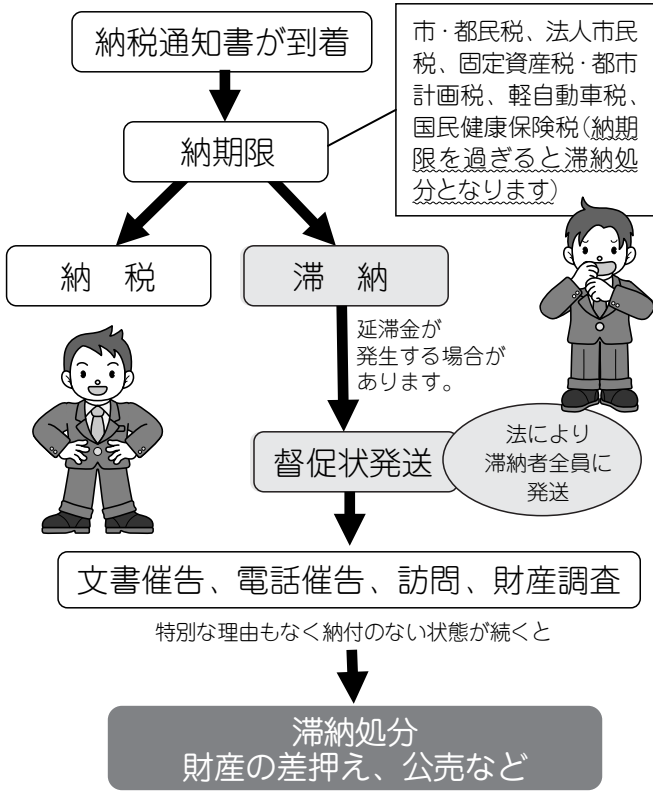 納税通知書が到着
市・都民税、法人市民
税、固定資産税・都市
計画税、軽自動車税、
国民健康保険税(納期
限を過ぎると滞納処
分となります)
納期限
納　税
滞　納
延滞金が
発生する場合が
あります。
督促状発送
法により
滞納者全員に
発送
文書催告、電話催告、訪問、財産調査
特別な理由もなく納付のない状態が続くと
滞納処分
財産の差押え、公売など